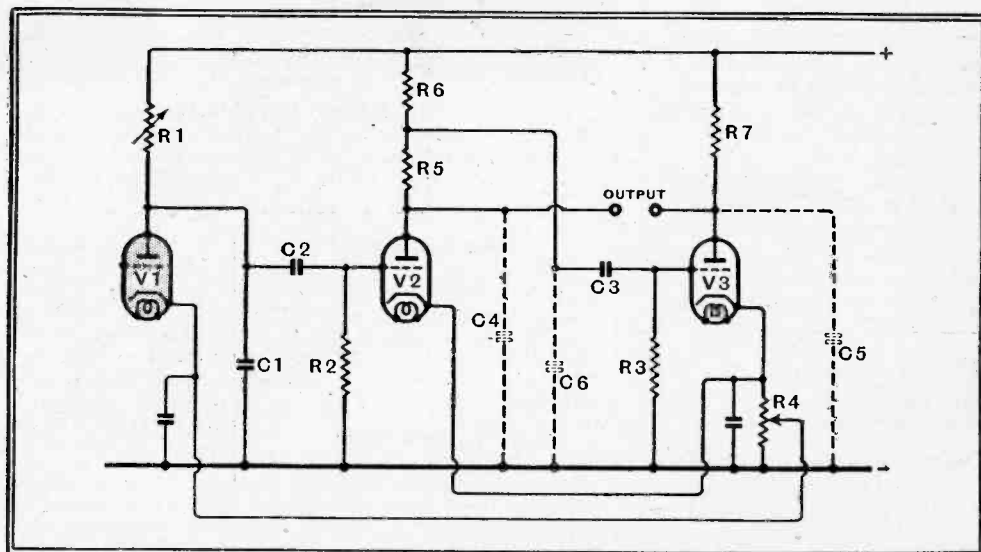 +
R6
R1
R7
R5
OUTPUT
C2
C3
V1
V2
V3
C4
C5
C1
R2
C6
R3
R4
-